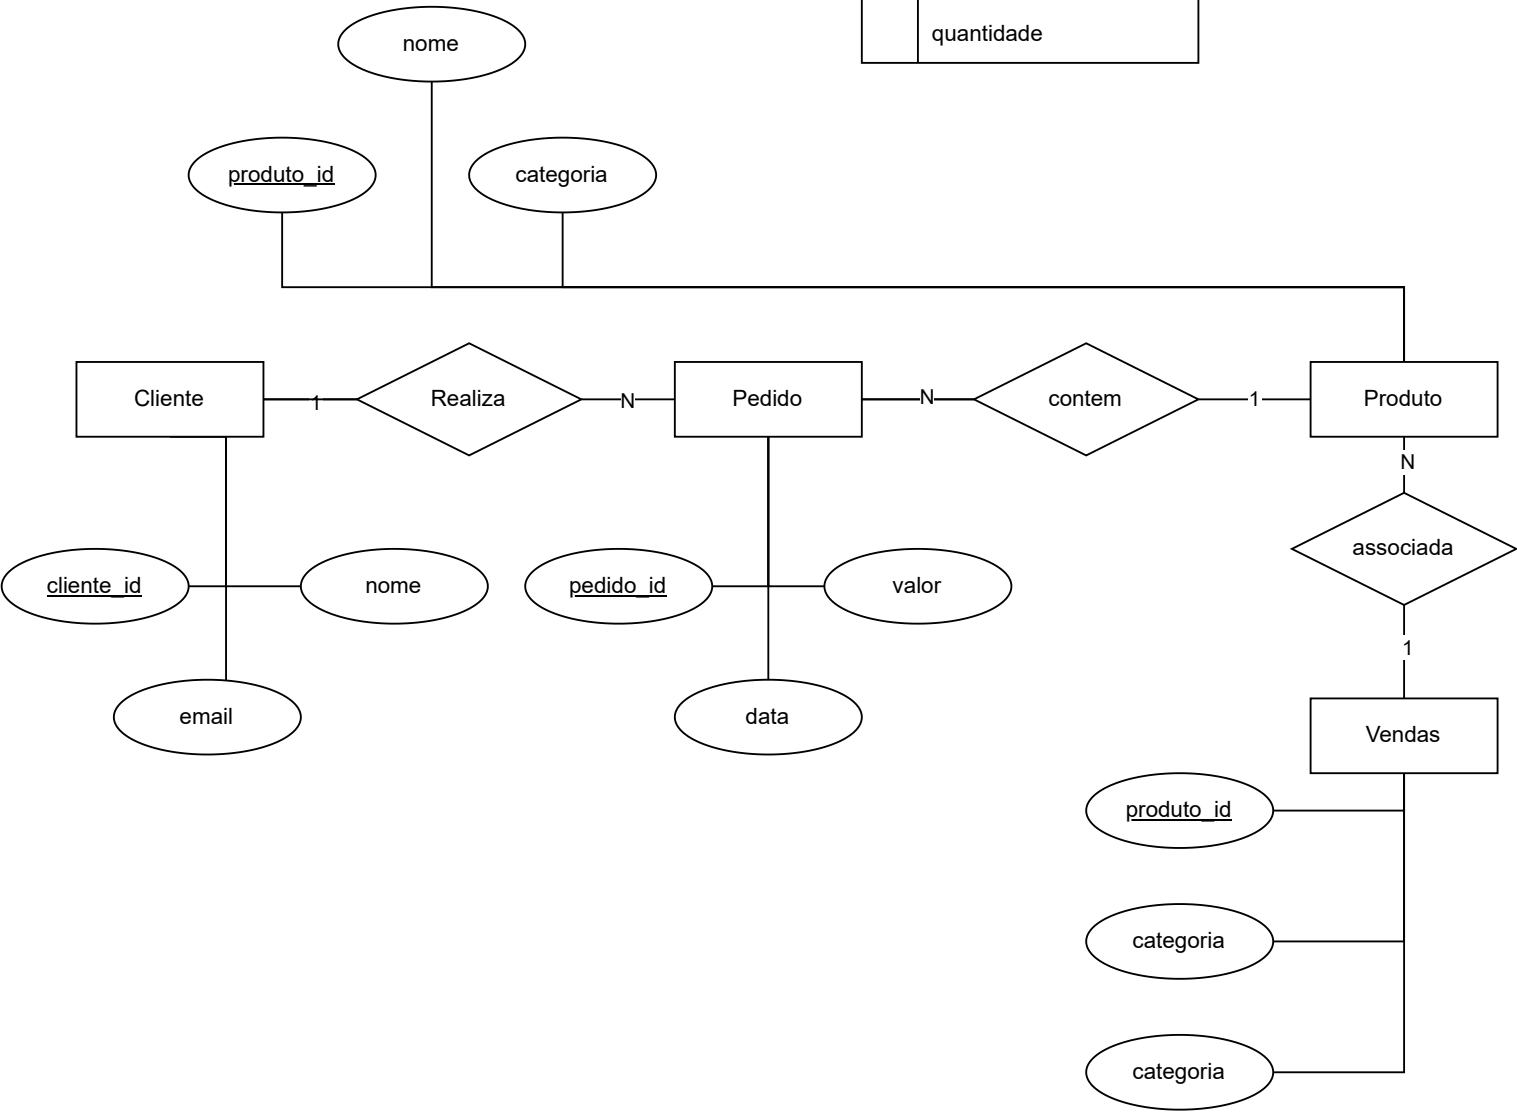 nome
quantidade
produto_id
categoria
Cliente
1
Realiza
N
Pedido
N
contem
1
Produto
N
associada
cliente_id
nome
pedido_id
valor
1
email
data
Vendas
produto_id
categoria
categoria